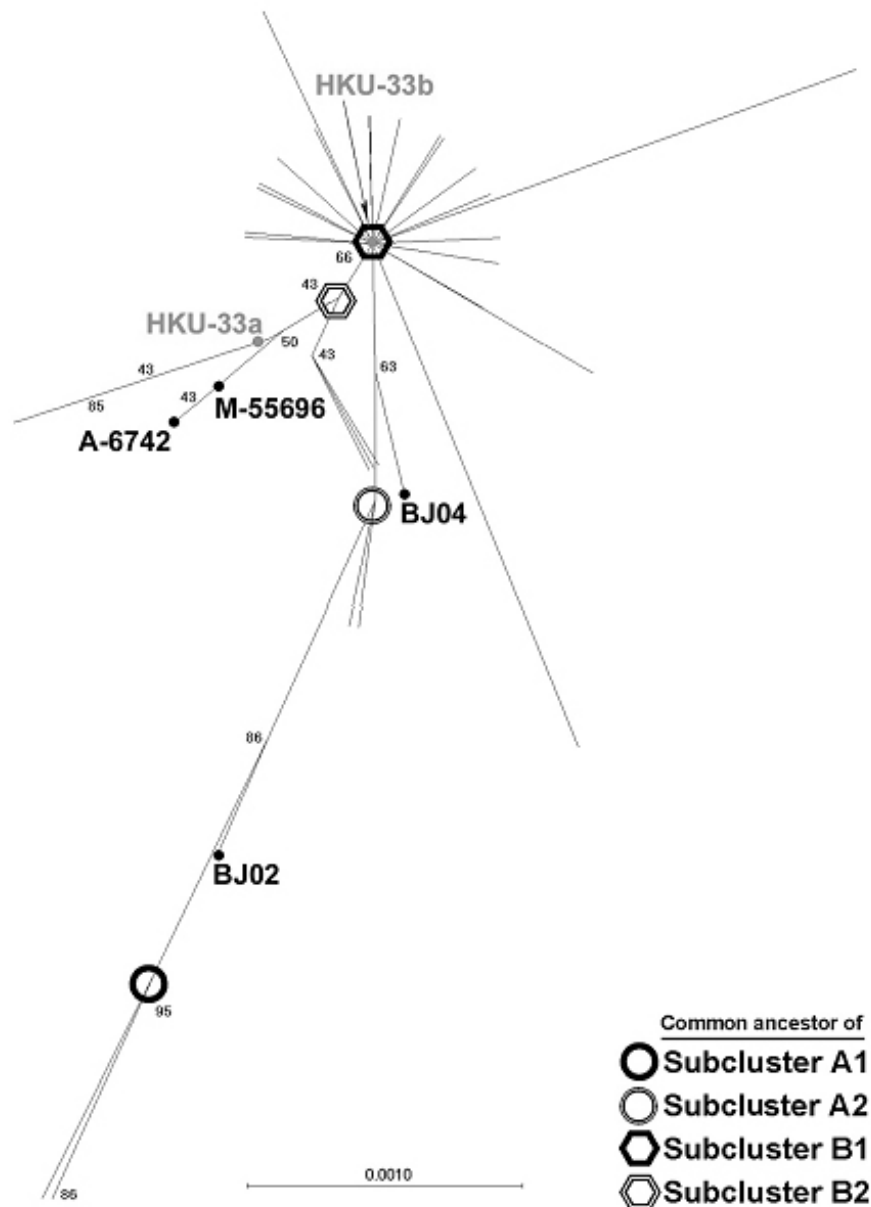 HKU-33b
66
43
HKU-33a
50
43
43
63
43
85
M-55696
A-6742
BJ04
86
BJ02
95
86
0.0010
Common ancestor of
Subcluster A1
Subcluster A2
Subcluster B1
Subcluster B2